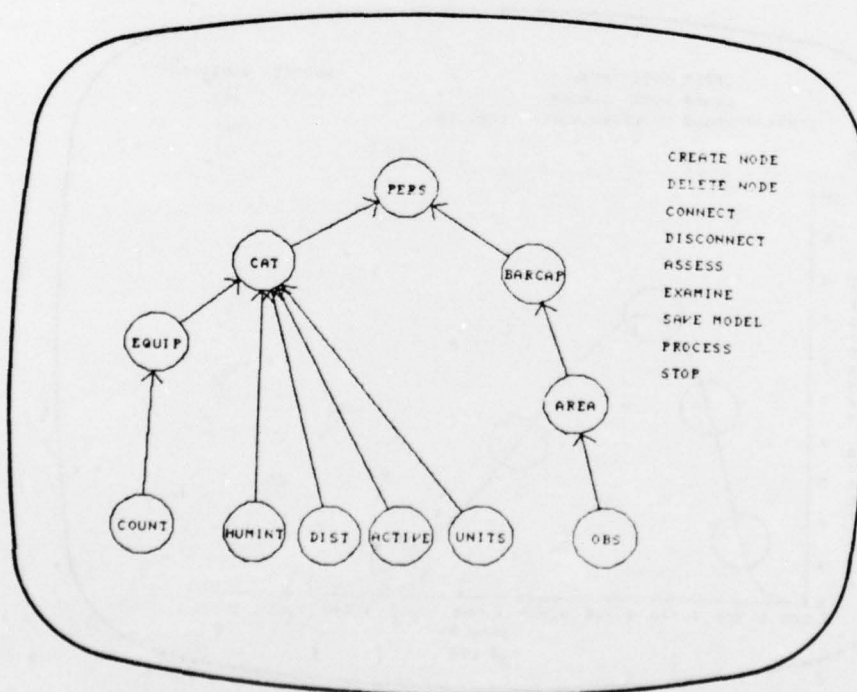 PERS
CAT
BARCAP
EQUIP
AREA
COUNT
HUMINT
DIST
ACTIVE
UNITS
OBS
CREATE NODE
DELETE NODE
CONNECT
DISCONNECT
ASSESS
EXAMINE
SAVE MODEL
PROCESS
STOP